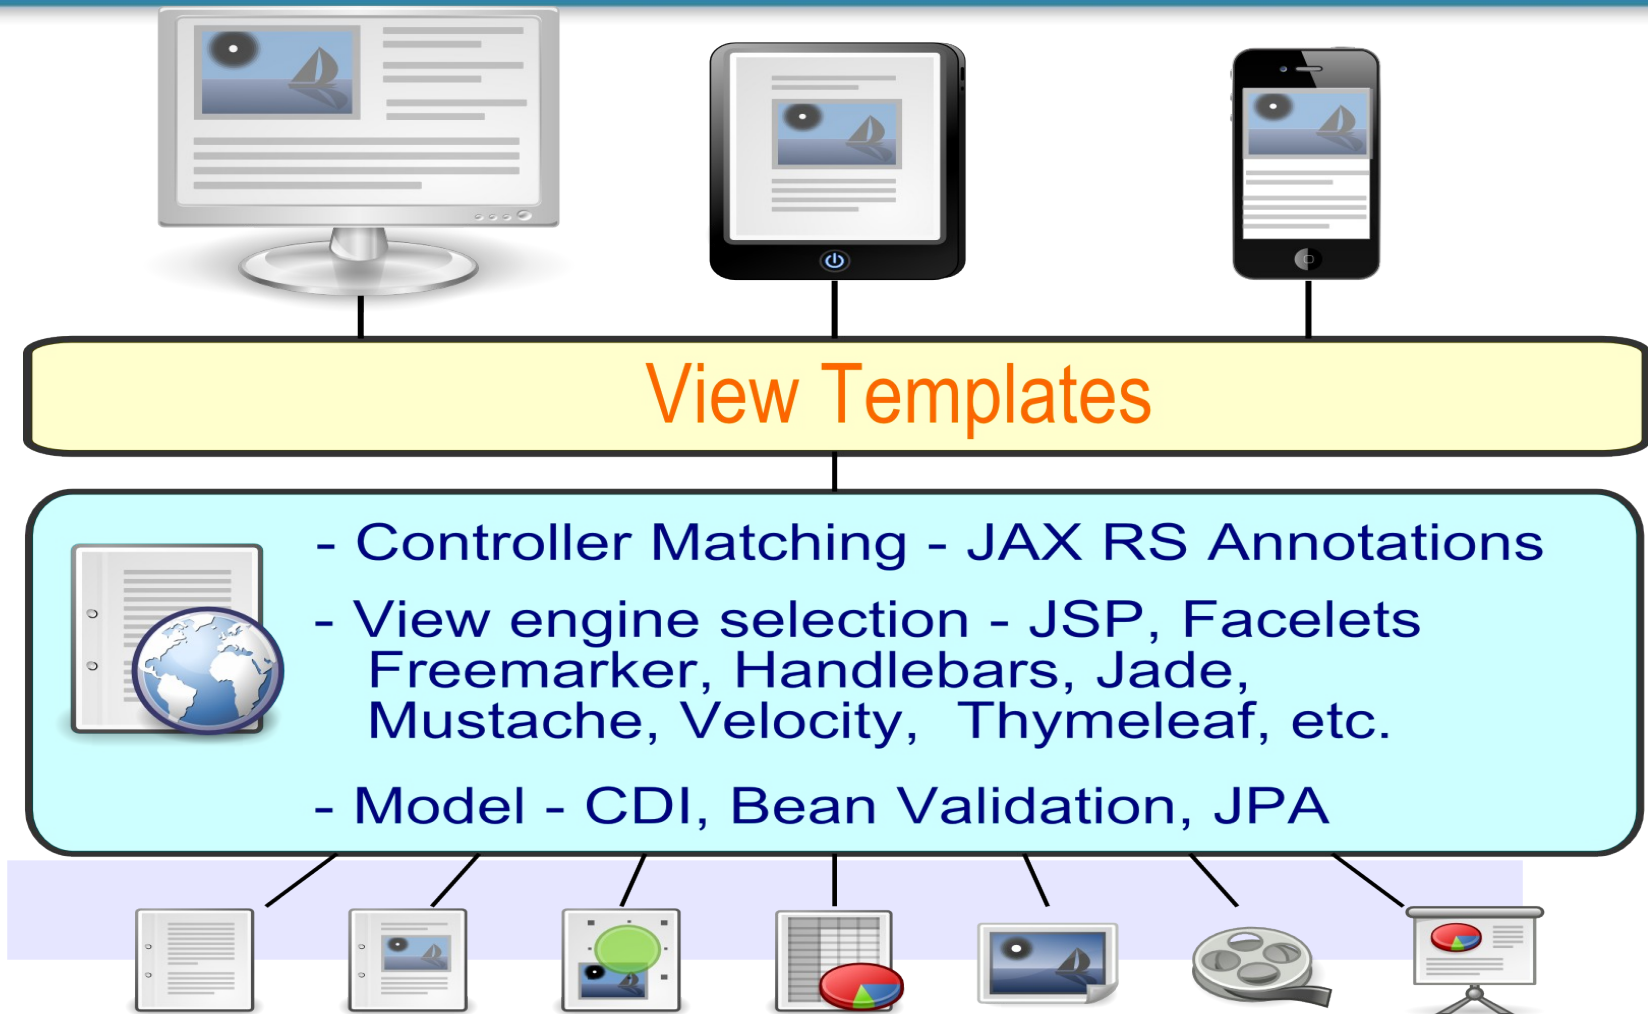 View Templates
- Controller Matching - JAX RS Annotations
- View engine selection - JSP, Facelets
Freemarker, Handlebars, Jade,
Mustache, Velocity, Thymeleaf, etc.
- Model - CDI, Bean Validation, JPA